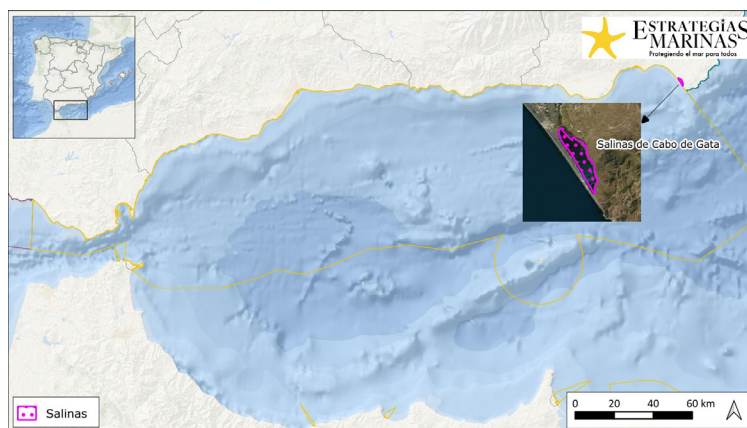 ESTRATEGIAS
MARINAS
Protegiendo el mar para todos
Salinas de Cabo de Gata
Salinas
0 20 40 60 km